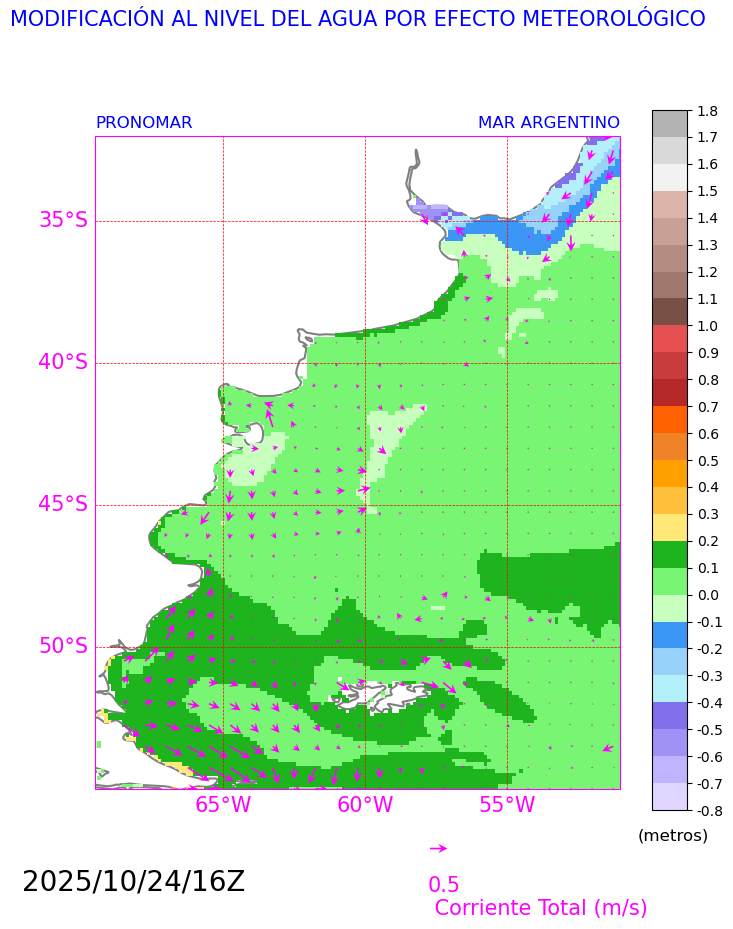 MODIFICACIÓN AL NIVEL DEL AGUA POR EFECTO METEOROLÓGICO
PRONOMAR MAR ARGENTINO
1.8
1.7
1.6
1.5
1.4
1.3
1.2
1.1
1.0
0.9
0.8
0.7
0.6
0.5
0.4
0.3
0.2
0.1
0.0
-0.1
-0.2
-0.3
-0.4
-0.5
-0.6
-0.7
-0.8
(metros)
35°S
40°S
45°S
50°S
65°W 60°W 55°W
2025/10/24/16Z
0.5
Corriente Total (m/s)